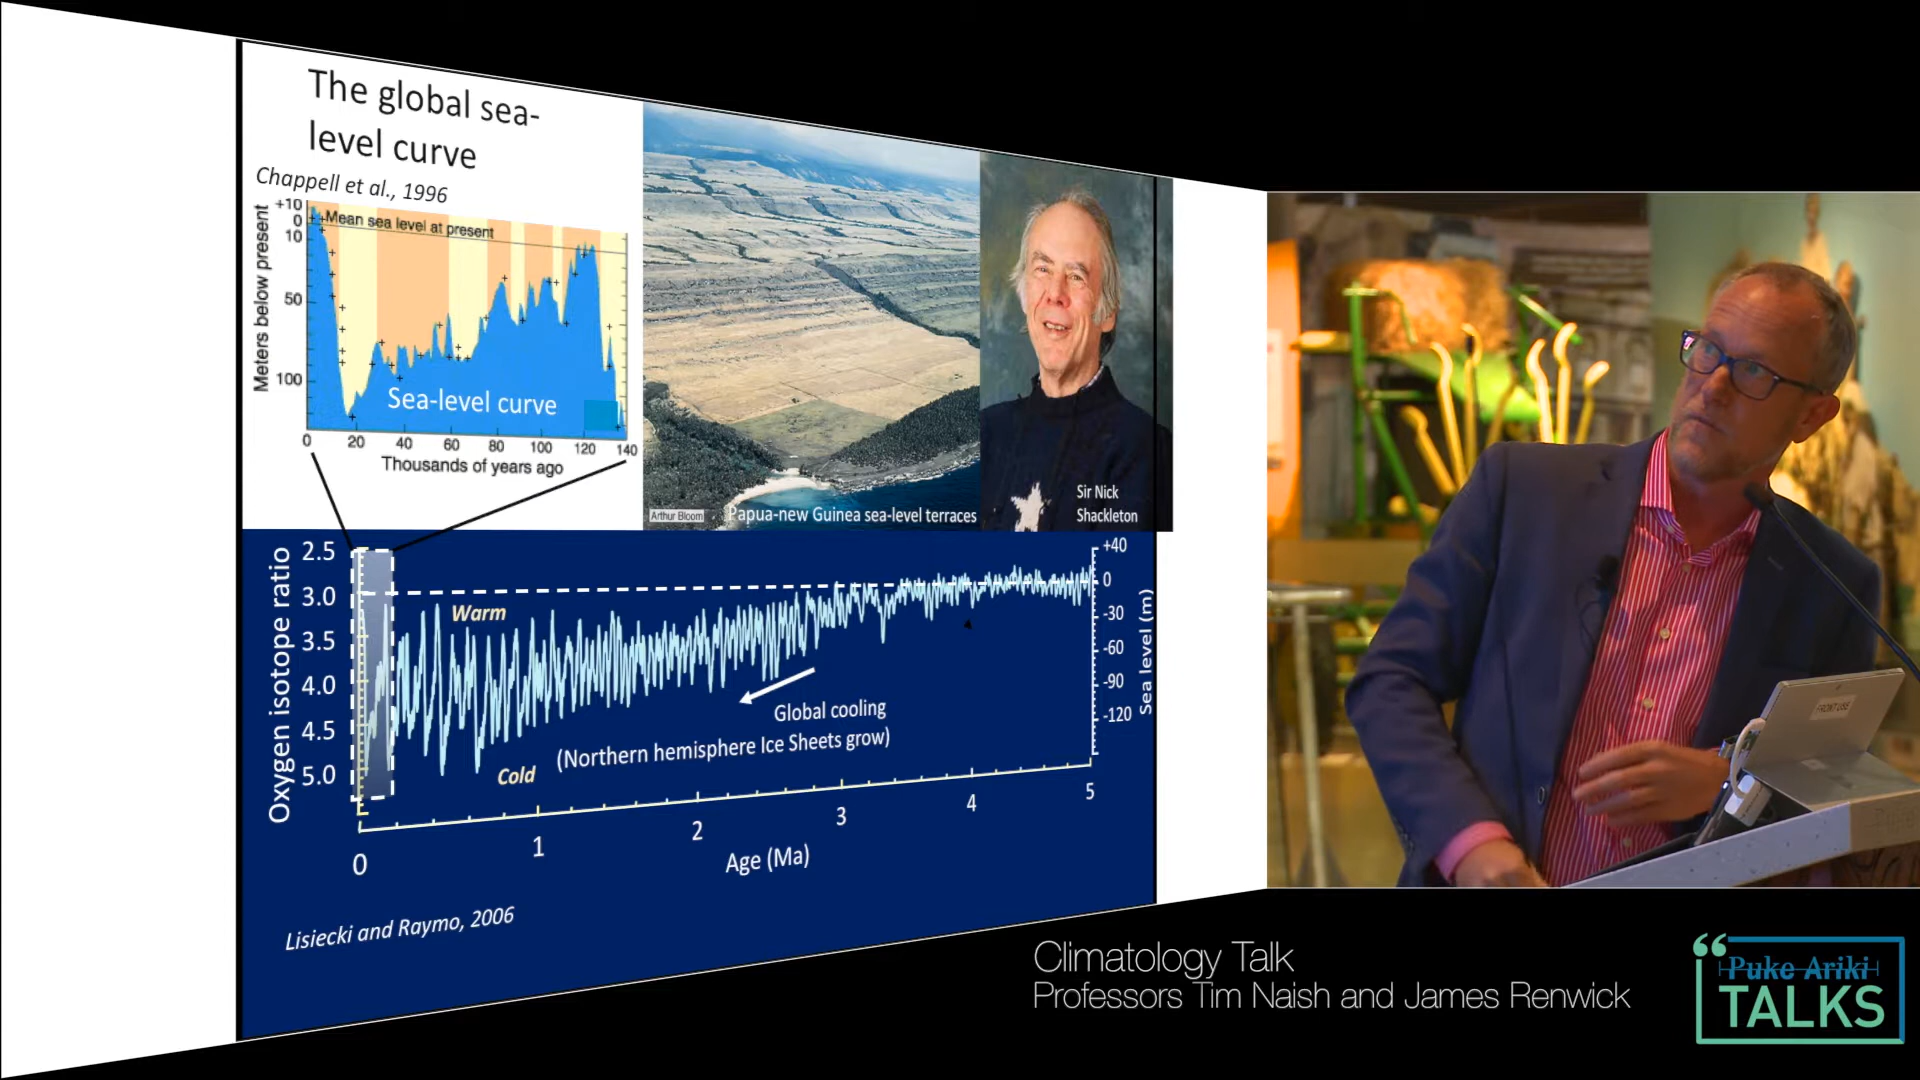 The global sea-
level curve
Chappell et al., 1996
Meters below present
+10
0
10
50
100
Mean sea level at present
Sea-level curve
0 20 40 60 80 100 120 140
Thousands of years ago
Arthur Bloom
Papua-new Guinea sea-level terraces
Sir Nick
Shackleton
Oxygen isotope ratio
2.5
3.0
3.5
4.0
4.5
5.0
Warm
Cold
Global cooling
(Northern hemisphere Ice Sheets grow)
+40
0
-30
-60
-90
-120
Sea level (m)
0 1 2 3 4 5
Age (Ma)
Lisiecki and Raymo, 2006
FRONT USE
Climatology Talk
Professors Tim Naish and James Renwick
Puke Ariki
TALKS